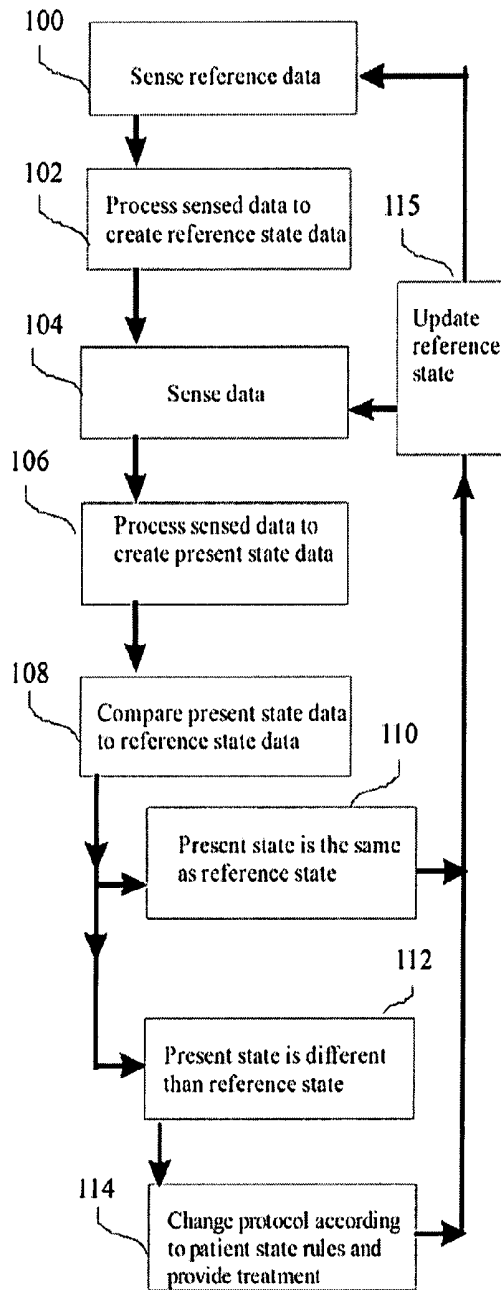 100
Sense reference data
102
Process sensed data to
create reference state data
115
Update
reference
state
104
Sense data
106
Process sensed data to
create present state data
108
Compare present state data
to reference state data
110
Present state is the same
as reference state
112
Present state is different
than reference state
114
Change protocol according
to patient state rules and
provide treatment